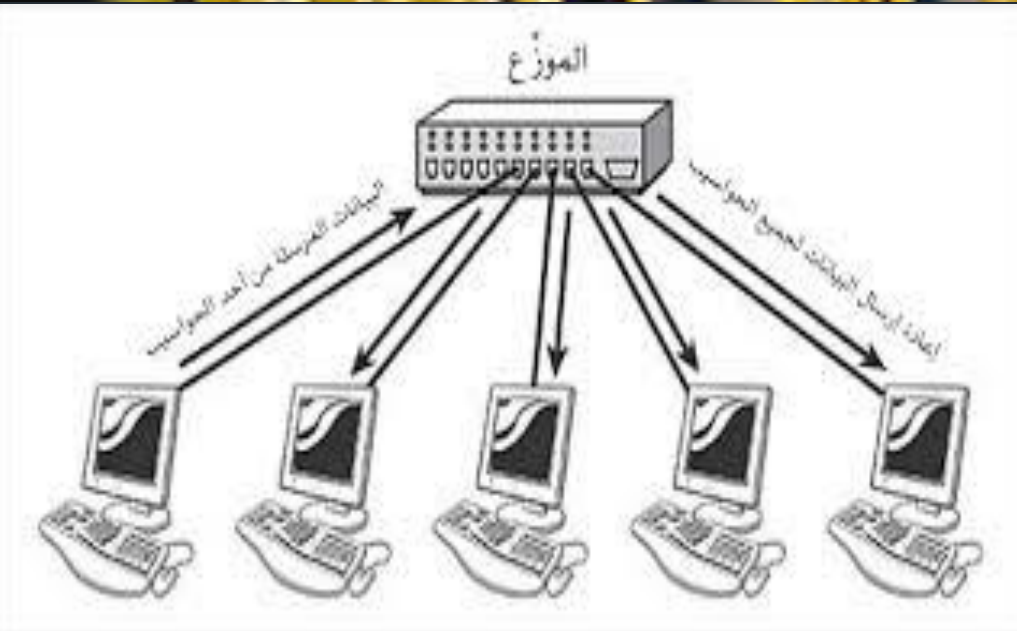 الموزّع
البيانات المرسلة من أحد الحواسيب
إعادة إرسال البيانات لجميع الحواسيب